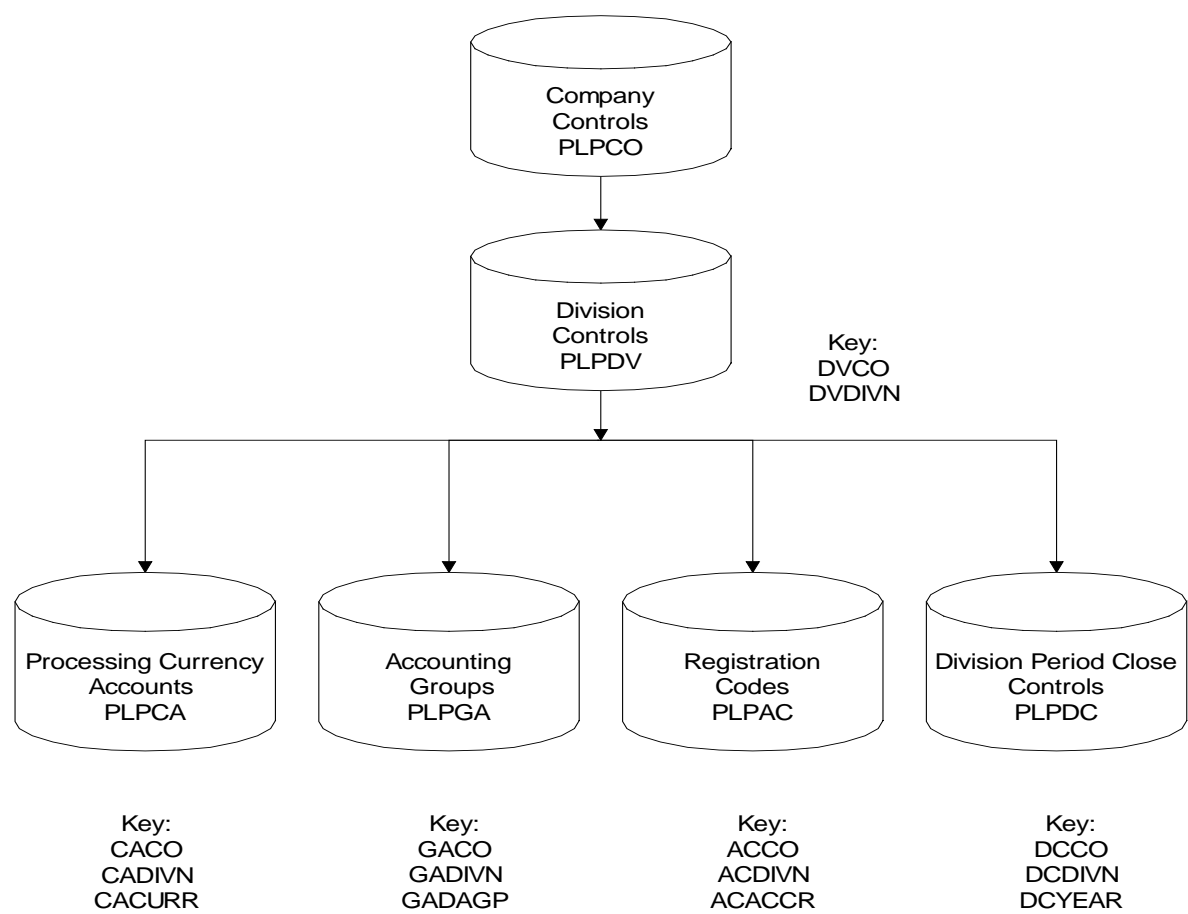 Company
Controls
PLPCO
Division
Controls
PLPDV
Key:
DVCO
DVDIVN
Processing Currency
Accounts
PLPCA
Accounting
Groups
PLPGA
Registration
Codes
PLPAC
Division Period Close
Controls
PLPDC
Key:
CACO
CADIVN
CACURR
Key:
GACO
GADIVN
GADAGP
Key:
ACCO
ACDIVN
ACACCR
Key:
DCCO
DCDIVN
DCYEAR